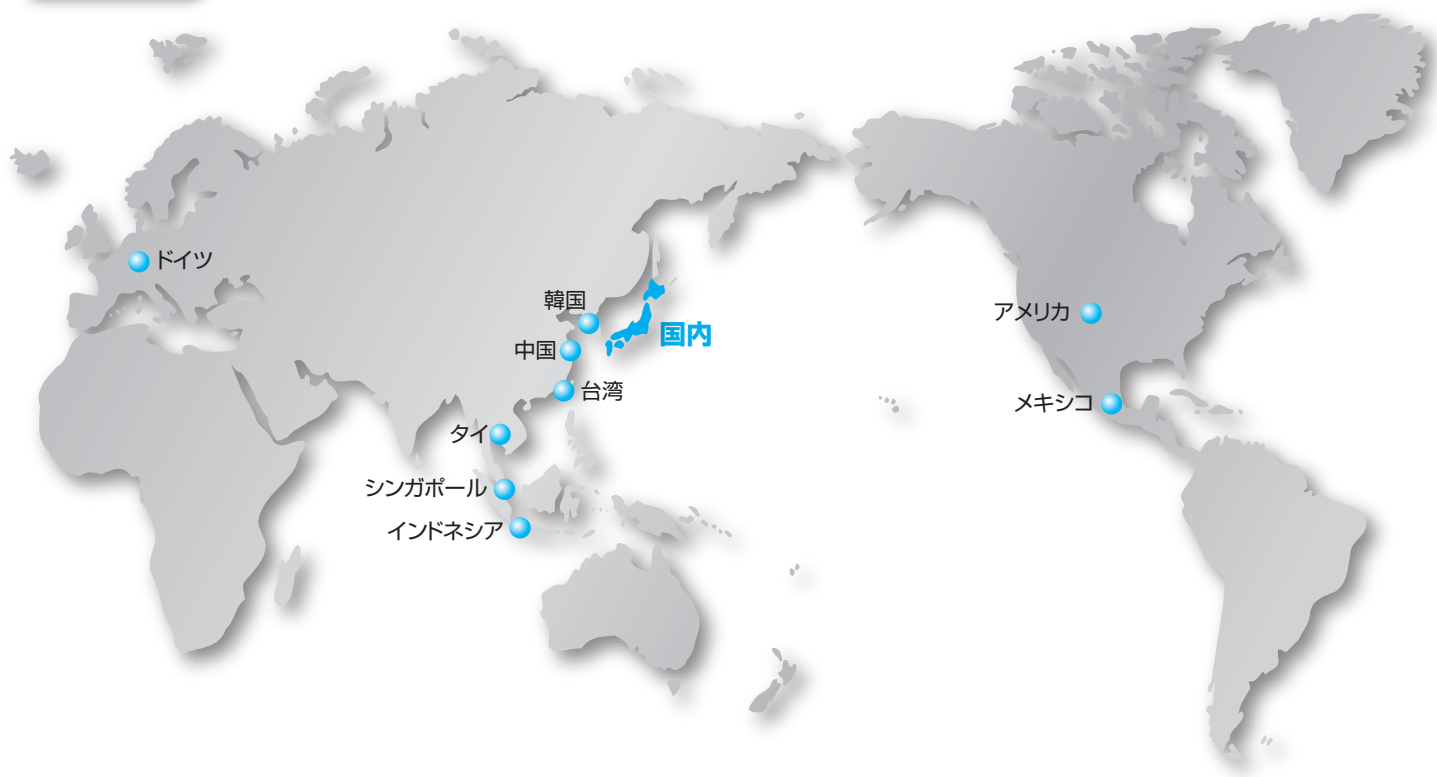 ドイツ
韓国
国内
アメリカ
中国
台湾
メキシコ
タイ
シンガポール
インドネシア